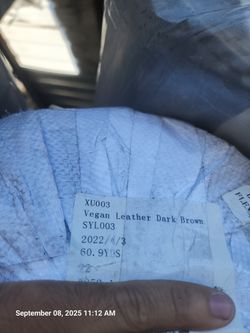 XU003
Vegan Leather Dark Brown
SYL003
2022/4/3
60.9YDS
September 08, 2025 11:12 AM